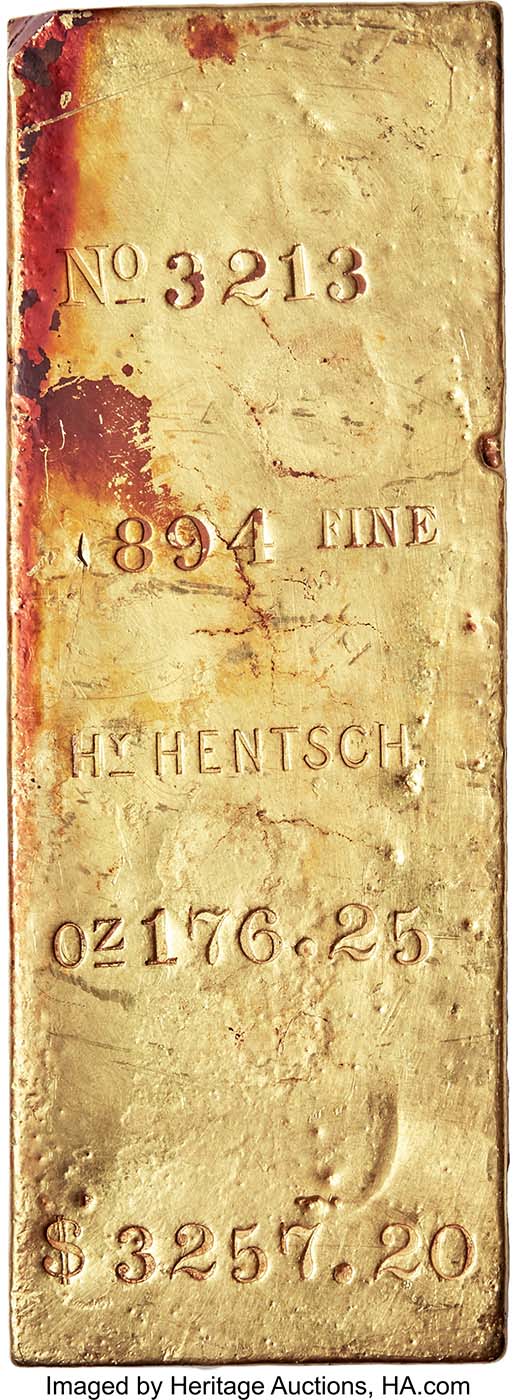 No 3213
.894 FINE
Hy HENTSCH
OZ 176.25
$3257.20
Imaged by Heritage Auctions, HA.com